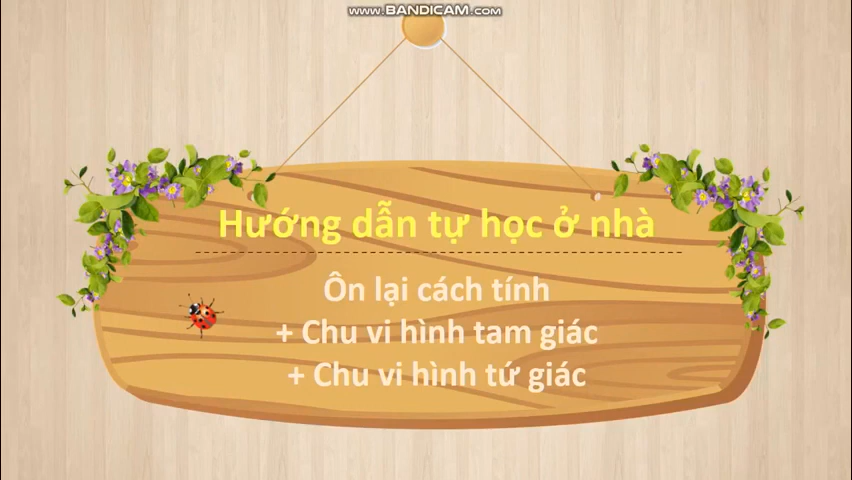 www.BANDICAM.com
Hướng dẫn tự học ở nhà
Ôn lại cách tính
+ Chu vi hình tam giác
+ Chu vi hình tứ giác